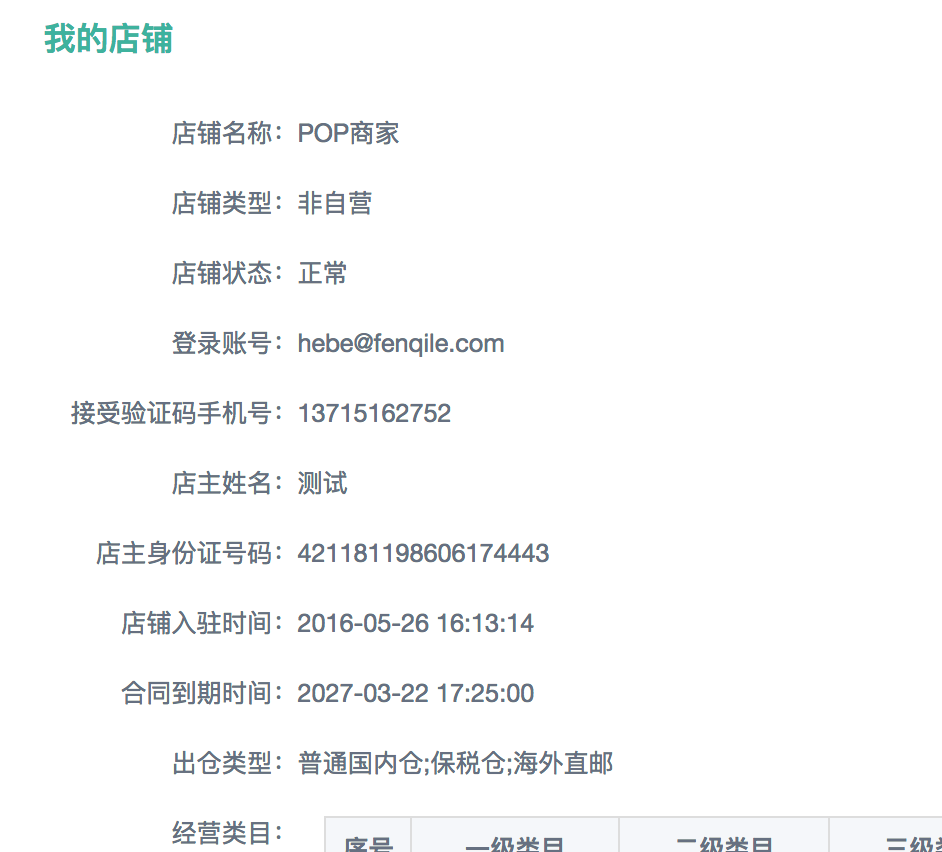 我的店铺
店铺名称： POP商家
店铺类型： 非自营
店铺状态： 正常
登录账号： hebe@fenqile.com
接受验证码手机号： 13715162752
店主姓名： 测试
店主身份证号码： 421181198606174443
店铺入驻时间： 2016-05-26 16:13:14
合同到期时间： 2027-03-22 17:25:00
出仓类型： 普通国内仓;保税仓;海外直邮
经营类目：
序号 一级类目 二级类目 三级